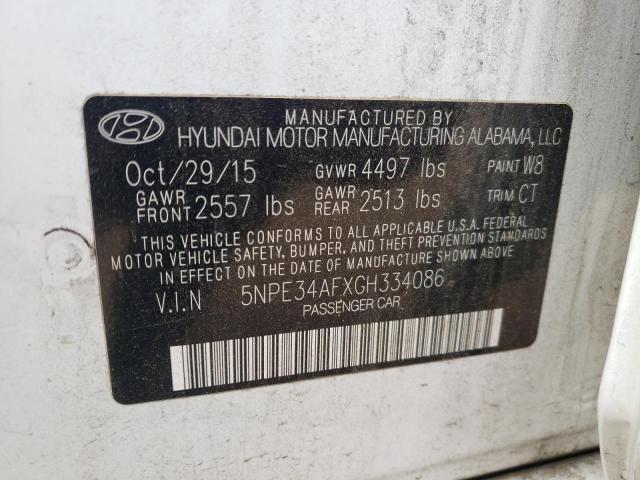 MANUFACTURED BY
HYUNDAI MOTOR MANUFACTURING ALABAMA, LLC
Oct/29/15 GVWR 4497 lbs PAINT W8
GAWR FRONT 2557 lbs GAWR REAR 2513 lbs TRIM CT
THIS VEHICLE CONFORMS TO ALL APPLICABLE U.S.A. FEDERAL
MOTOR VEHICLE SAFETY, BUMPER, AND THEFT PREVENTION STANDARDS
IN EFFECT ON THE DATE OF MANUFACTURE SHOWN ABOVE
V.I.N 5NPE34AFXGH334086
PASSENGER CAR